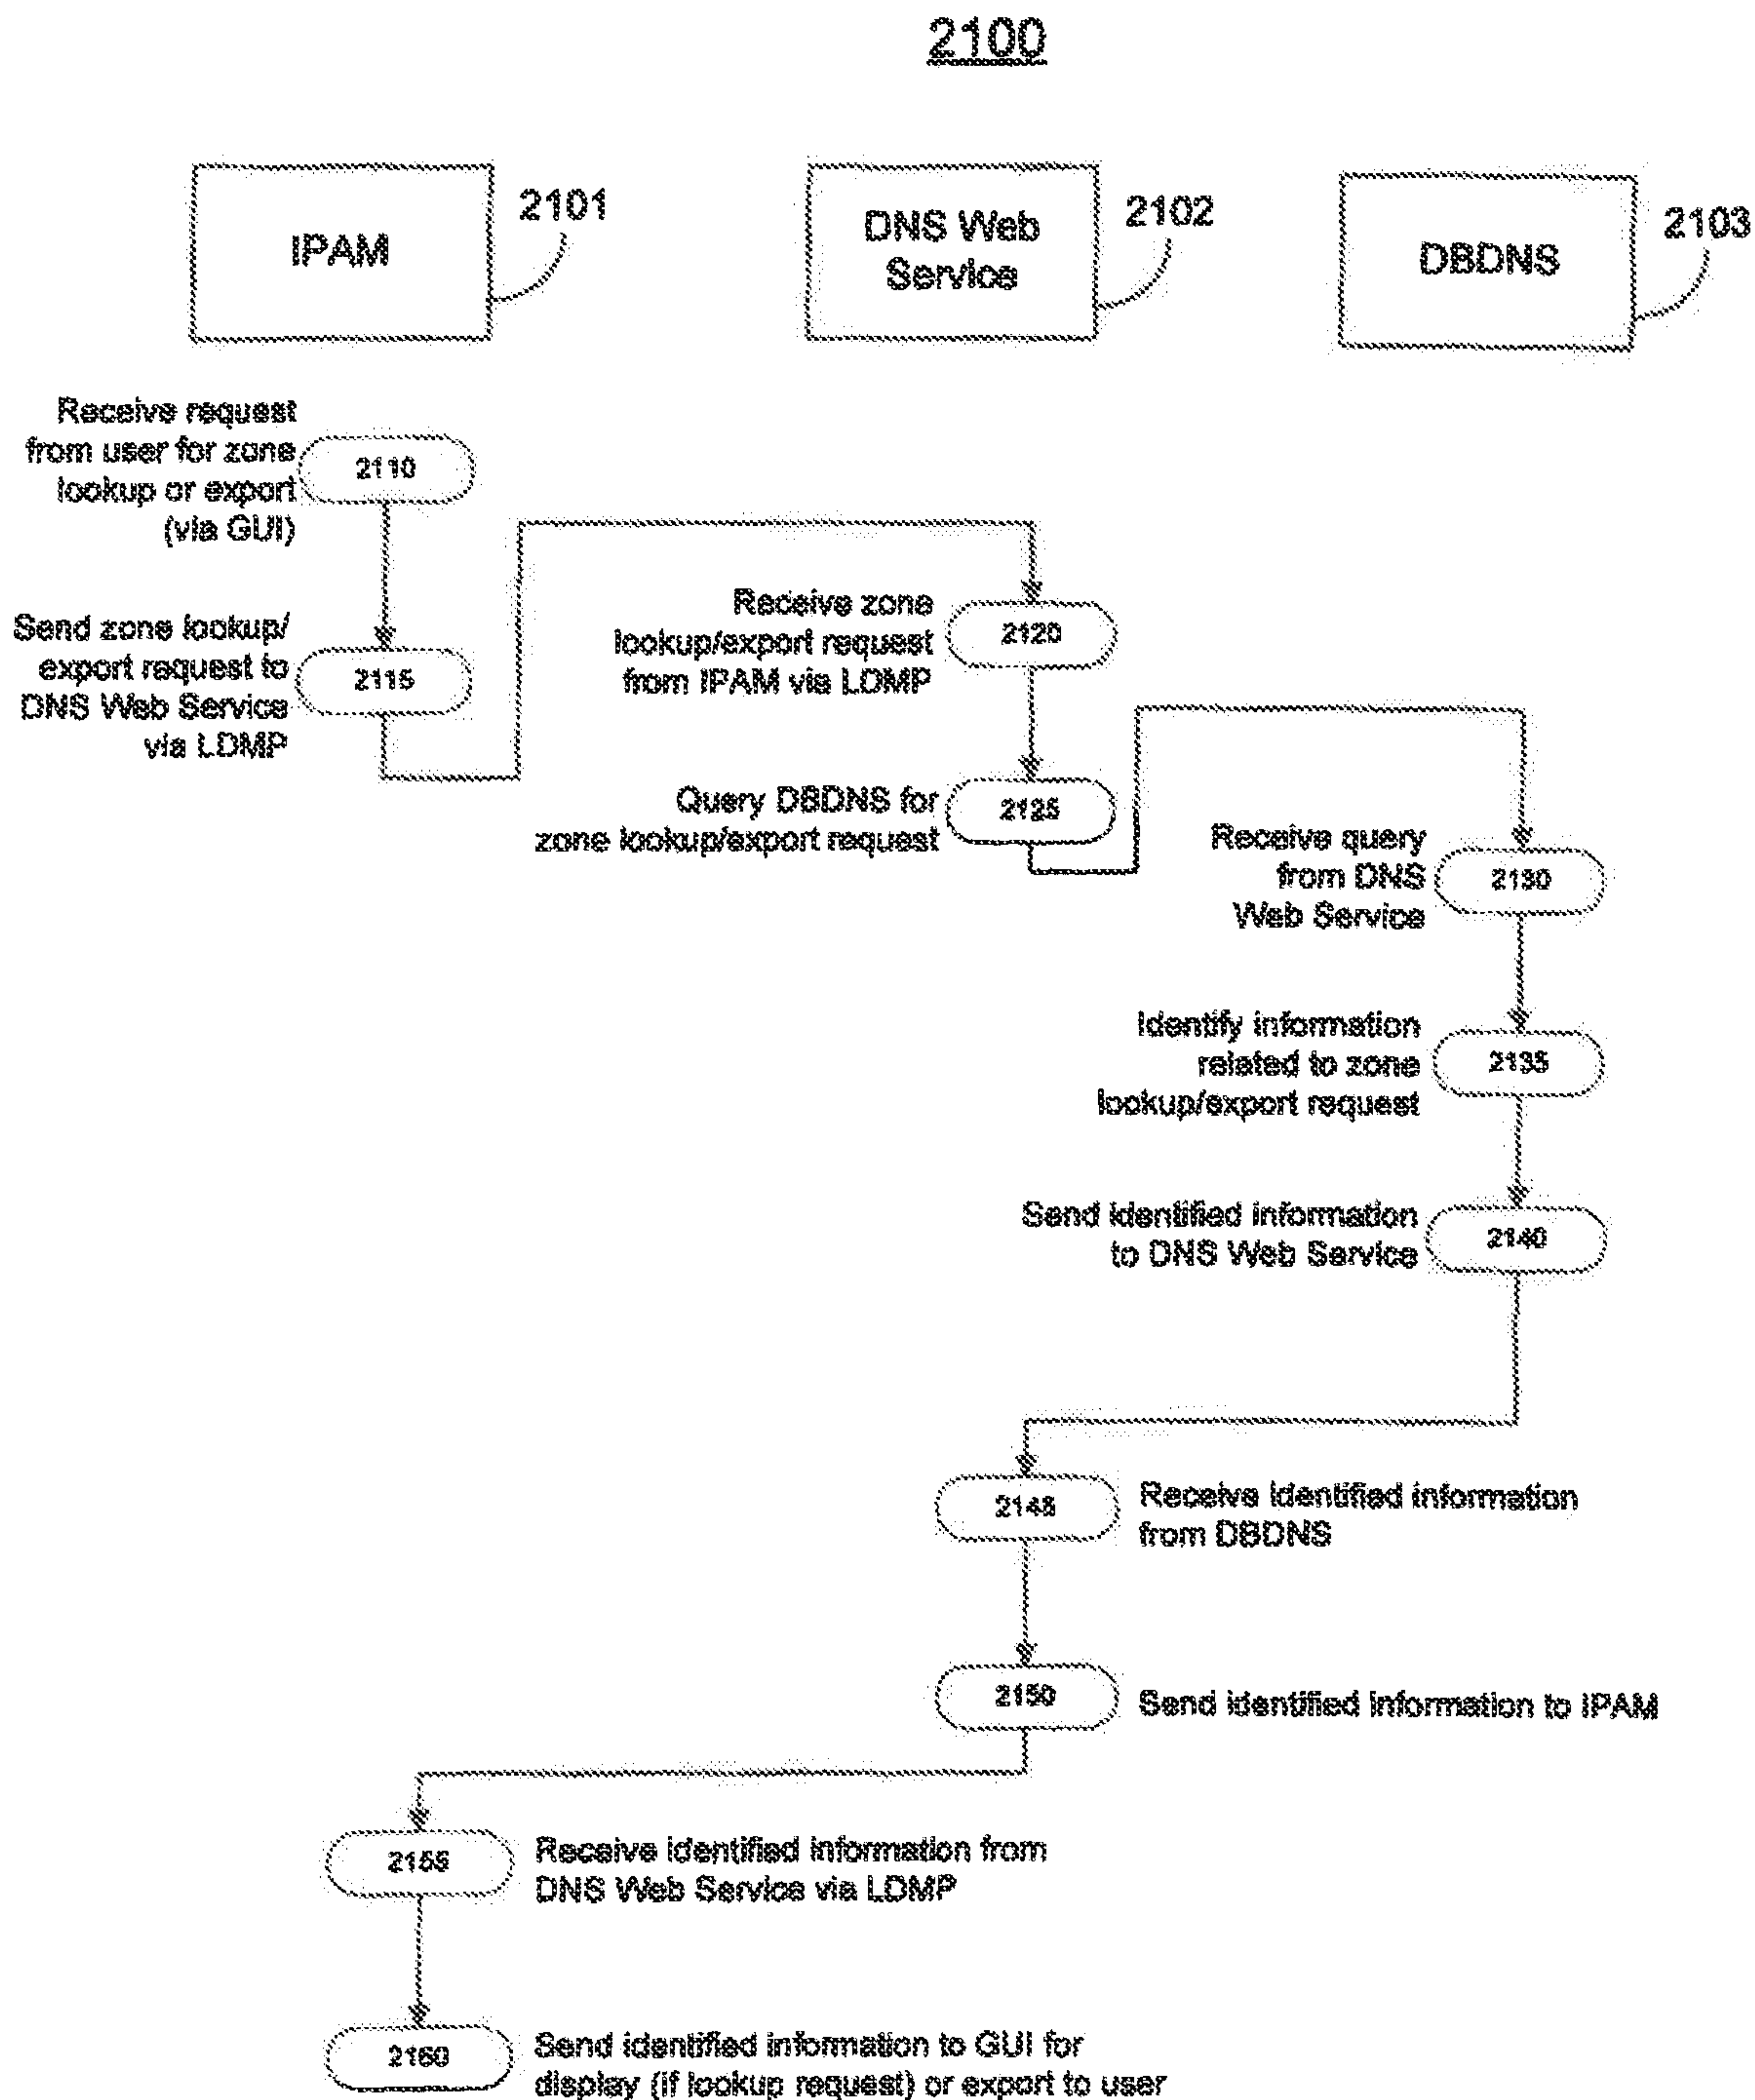 2100
IPAM
2101
DNS Web
Service
2102
DBDNS
2103
Receive request
from user for zone
lookup or export
(via GUI)
2110
Send zone lookup/
export request to
DNS Web Service
via LDMP
2115
Receive zone
lookup/export request
from IPAM via LDMP
2120
Query DBDNS for
zone lookup/export request
2125
Receive query
from DNS
Web Service
2130
Identify information
related to zone
lookup/export request
2135
Send identified information
to DNS Web Service
2140
2145
Receive identified information
from DBDNS
2150
Send identified information to IPAM
2155
Receive identified information from
DNS Web Service via LDMP
2160
Send identified information to GUI for
display (if lookup request) or export to user